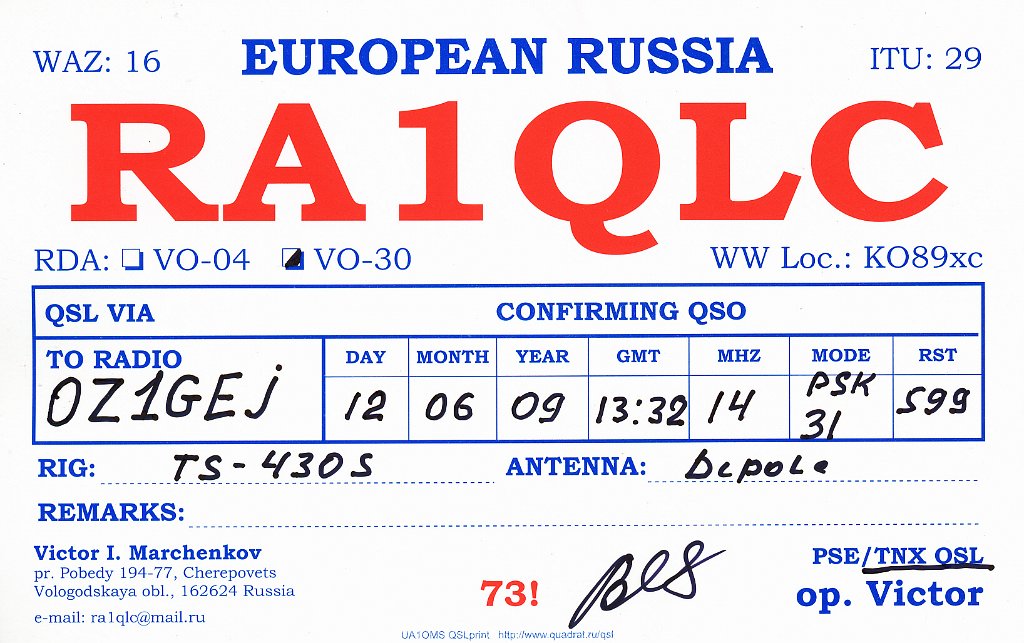 WAZ: 16 EUROPEAN RUSSIA ITU: 29
RA1QLC
RDA: VO-04 VO-30 WW Loc.: KO89xc
QSL VIA CONFIRMING QSO
TO RADIO DAY MONTH YEAR GMT MHZ MODE RST
OZ1GEJ 12 06 09 13:32 14 PSK 31 599
RIG: TS-430S ANTENNA: Dipole
REMARKS:
Victor I. Marchenkov
pr. Pobedy 194-77, Cherepovets
Vologodskaya obl., 162624 Russia
e-mail: ra1qlc@mail.ru
73!
PSE/TNX QSL
op. Victor
UA1OMS QSLprint http://www.quadrat.ru/qsl